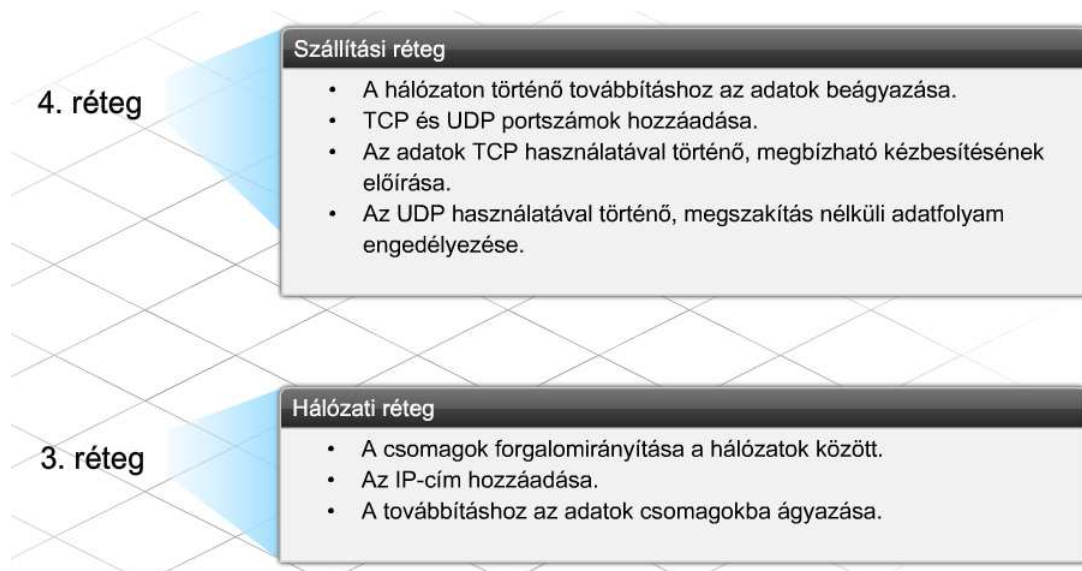 Szállítási réteg
4. réteg
• A hálózaton történő továbbításhoz az adatok beágyazása.
• TCP és UDP portszámok hozzáadása.
• Az adatok TCP használatával történő, megbízható kézbesítésének
előírása.
• Az UDP használatával történő, megszakítás nélküli adatfolyam
engedélyezése.
Hálózati réteg
3. réteg
• A csomagok forgalomirányítása a hálózatok között.
• Az IP-cím hozzáadása.
• A továbbításhoz az adatok csomagokba ágyazása.